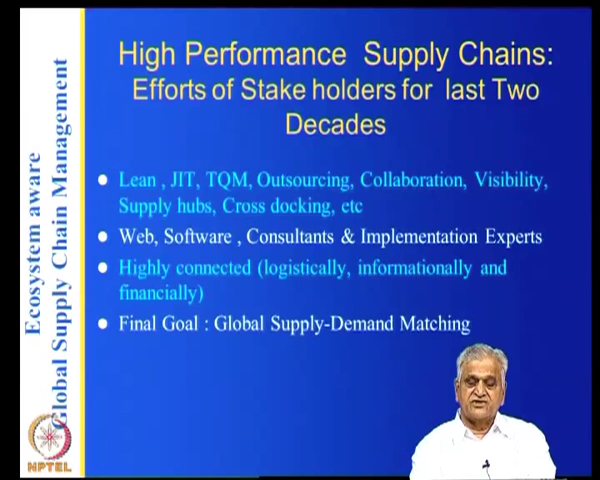 High Performance  Supply Chains:
Efforts of Stake holders for  last Two
Decades
Lean , JIT, TQM, Outsourcing, Collaboration, Visibility,
Supply hubs, Cross docking, etc
Web, Software , Consultants & Implementation Experts
Highly connected (logistically, informationally and
financially)
Final Goal : Global Supply-Demand Matching
Ecosystem aware
Global Supply Chain Management
NPTEL